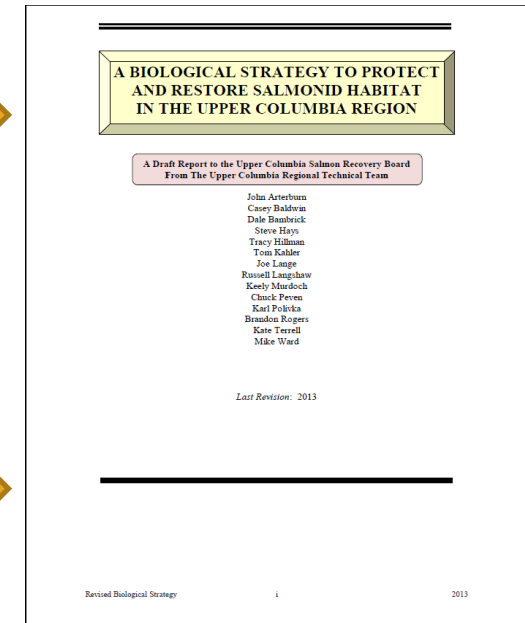 A BIOLOGICAL STRATEGY TO PROTECT
AND RESTORE SALMONID HABITAT
IN THE UPPER COLUMBIA REGION
A Draft Report to the Upper Columbia Salmon Recovery Board
From The Upper Columbia Regional Technical Team
John Arterburn
Casey Baldwin
Dale Bambrick
Steve Hays
Tracy Hillman
Tom Kahler
Joe Lange
Russell Langshaw
Keely Murdoch
Chuck Peven
Karl Polivka
Brandon Rogers
Kate Terrell
Mike Ward
Last Revision: 2013
Revised Biological Strategy i 2013